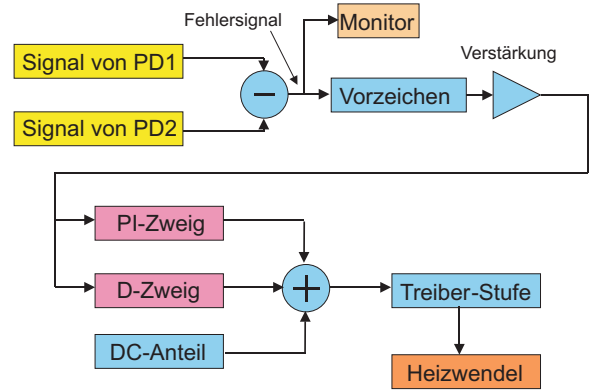 Fehlersignal
Monitor
Verstärkung
Signal von PD1
−
Vorzeichen
Signal von PD2
PI-Zweig
D-Zweig
+
Treiber-Stufe
DC-Anteil
Heizwendel